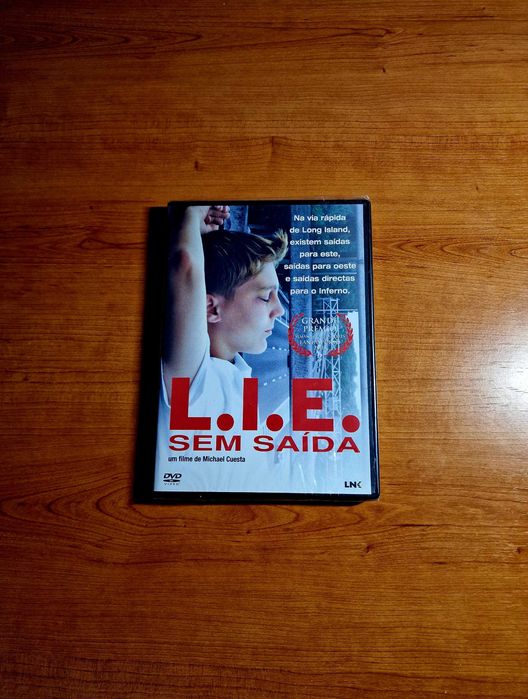 Na via rápida
de Long Island,
existem saídas
para este,
saídas para oeste
e saídas directas
para o Inferno.
GRANDE
PRÉMIO
L.I.E.
SEM SAÍDA
um filme de Michael Cuesta
DVD
VIDEO
LNK